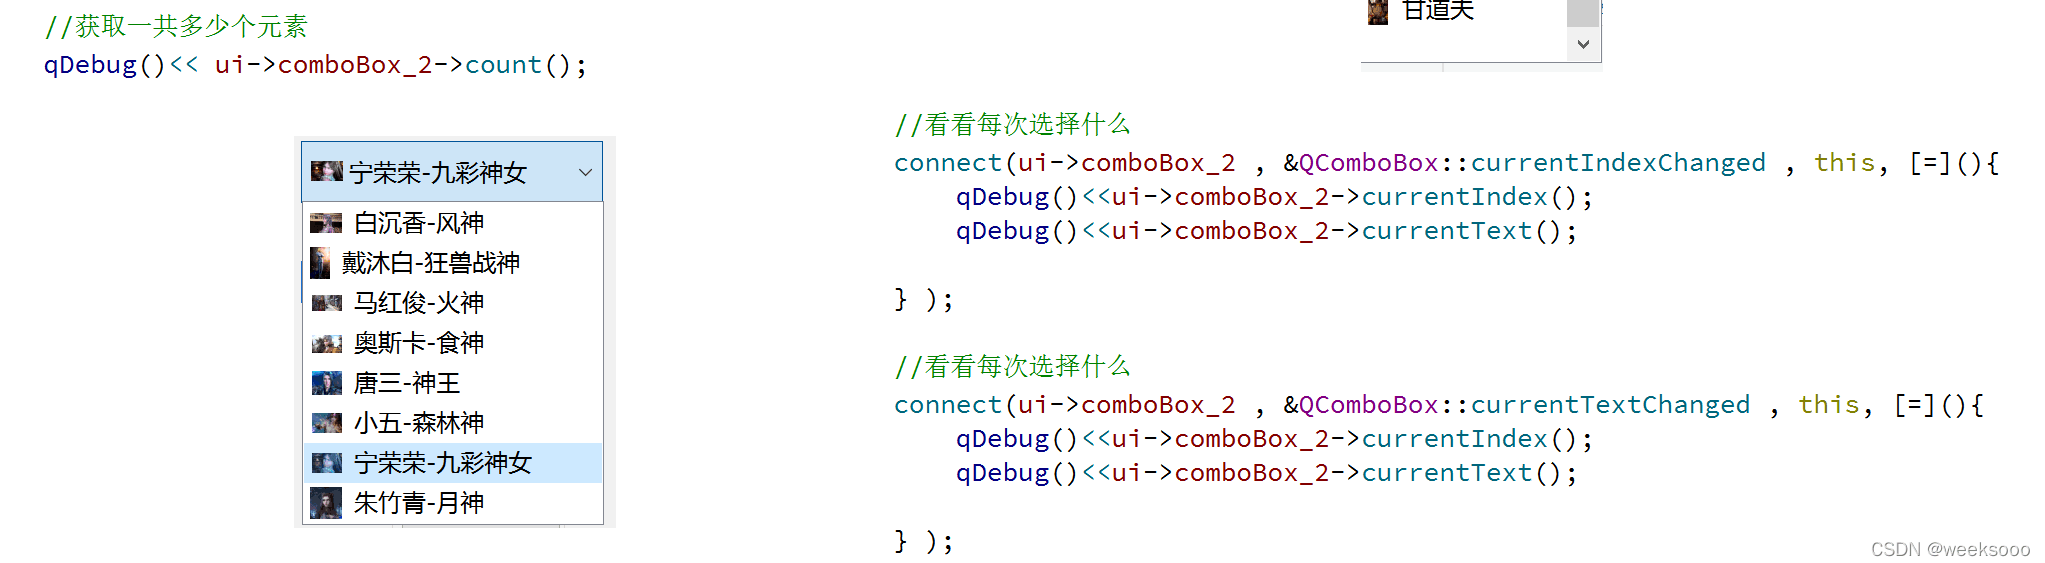 //获取一共多少个元素
qDebug()<< ui->comboBox_2->count();
宁荣荣-九彩神女
白沉香-风神
戴沐白-狂兽战神
马红俊-火神
奥斯卡-食神
唐三-神王
小五-森林神
宁荣荣-九彩神女
朱竹青-月神
甘道夫
//看看每次选择什么
connect(ui->comboBox_2 , &QComboBox::currentIndexChanged , this, [=](){
    qDebug()<<ui->comboBox_2->currentIndex();
    qDebug()<<ui->comboBox_2->currentText();
} );
//看看每次选择什么
connect(ui->comboBox_2 , &QComboBox::currentTextChanged , this, [=](){
    qDebug()<<ui->comboBox_2->currentIndex();
    qDebug()<<ui->comboBox_2->currentText();
} );
CSDN @weeksooo